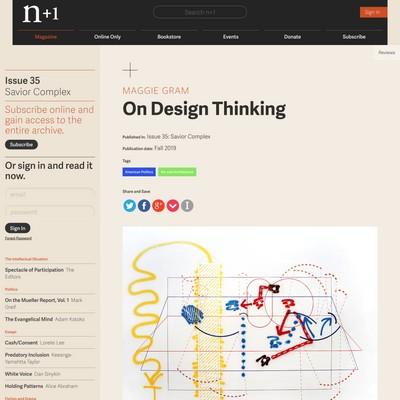 n+1
Search n+1
Sign In
Magazine
Online Only
Bookstore
Events
Donate
Subscribe
Reviews
Issue 35
Savior Complex
Subscribe online and
gain access to the
entire archive.
Subscribe
Or sign in and read it
now.
email
password
Sign In
Forgot Password
The Intellectual Situation
Spectacle of Participation The
Editors
Politics
On the Mueller Report, Vol. 1 Mark
Greif
The Evangelical Mind Adam Kotsko
Essays
Cash/Consent Lorelei Lee
Predatory Inclusion Keeanga-
Yamahtta Taylor
White Voice Dan Sinykin
Holding Patterns Alice Abraham
Fiction and Drama
MAGGIE GRAM
On Design Thinking
Published in: Issue 35: Savior Complex
Publication date: Fall 2019
Tags
American Politics
Art and Architecture
Share and Save